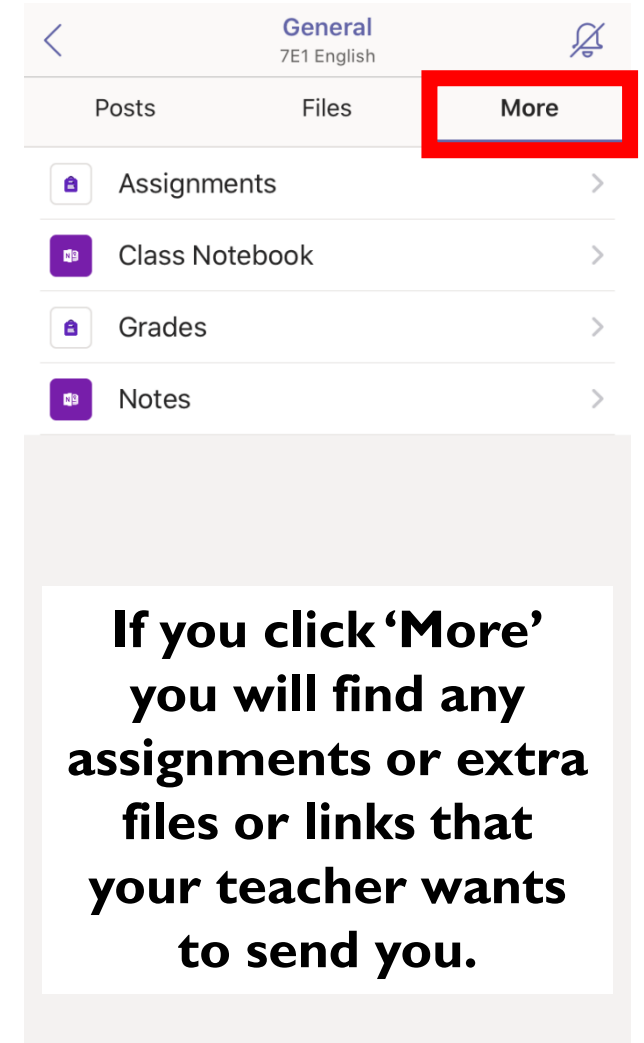 General
7E1 English
Posts Files More
Assignments
Class Notebook
Grades
Notes
If you click ‘More’
you will find any
assignments or extra
files or links that
your teacher wants
to send you.